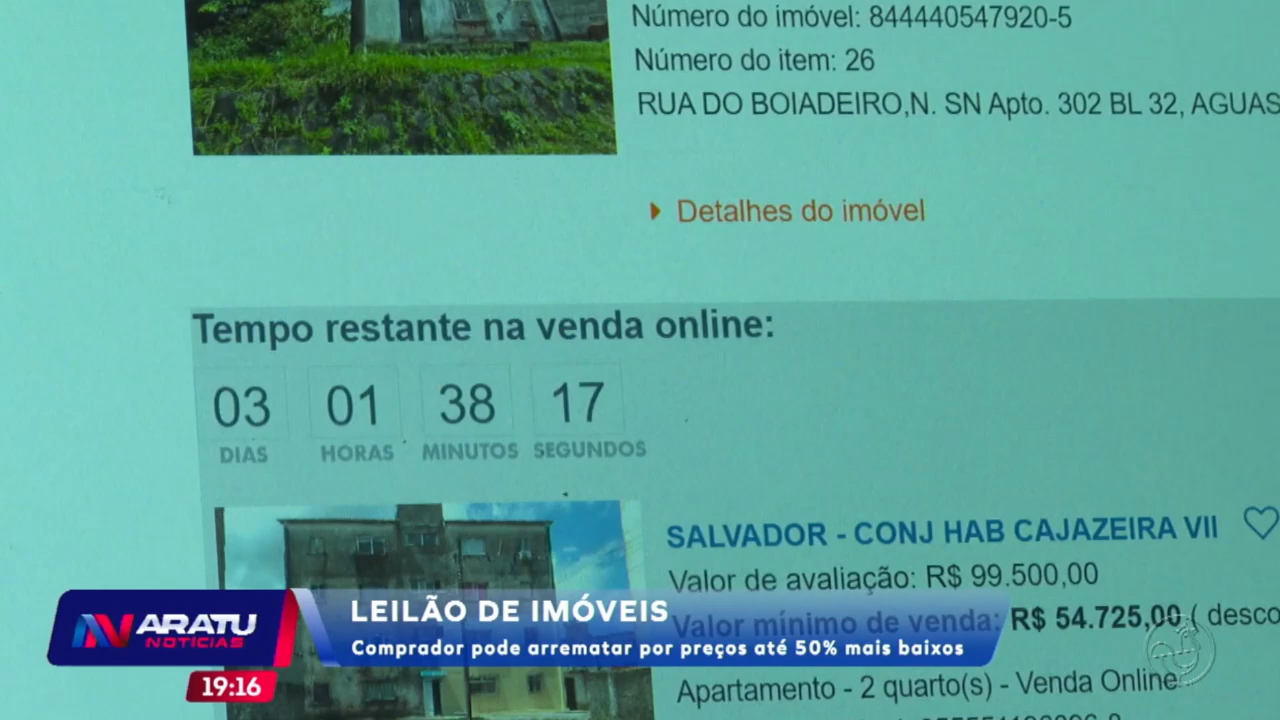 Número do imóvel: 844440547920-5
Número do item: 26
RUA DO BOIADEIRO,N. SN Apto. 302 BL 32, AGUAS
Detalhes do imóvel
Tempo restante na venda online:
03 01 38 17
DIAS HORAS MINUTOS SEGUNDOS
SALVADOR - CONJ HAB CAJAZEIRA VII
Valor de avaliação: R$ 99.500,00
Valor mínimo de venda: R$ 54.725,00 ( desco
Apartamento - 2 quarto(s) - Venda Online
LEILÃO DE IMÓVEIS
Comprador pode arrematar por preços até 50% mais baixos
ARATU
NOTÍCIAS
19:16